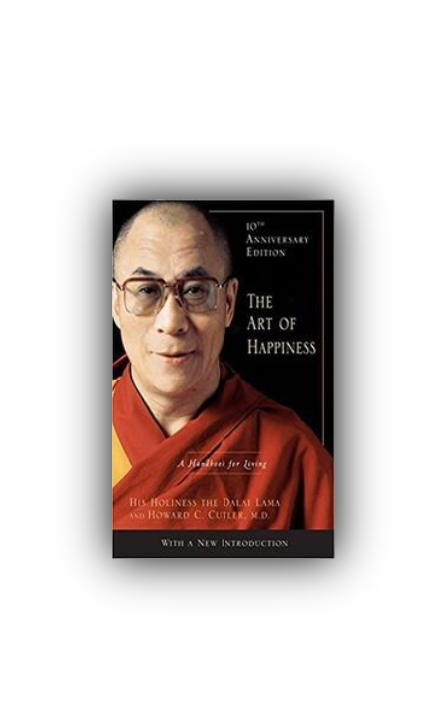 10TH
ANNIVERSARY
EDITION
THE
ART OF
HAPPINESS
A Handbook for Living
HIS HOLINESS THE DALAI LAMA
AND HOWARD C. CUTLER, M.D.
WITH A NEW INTRODUCTION